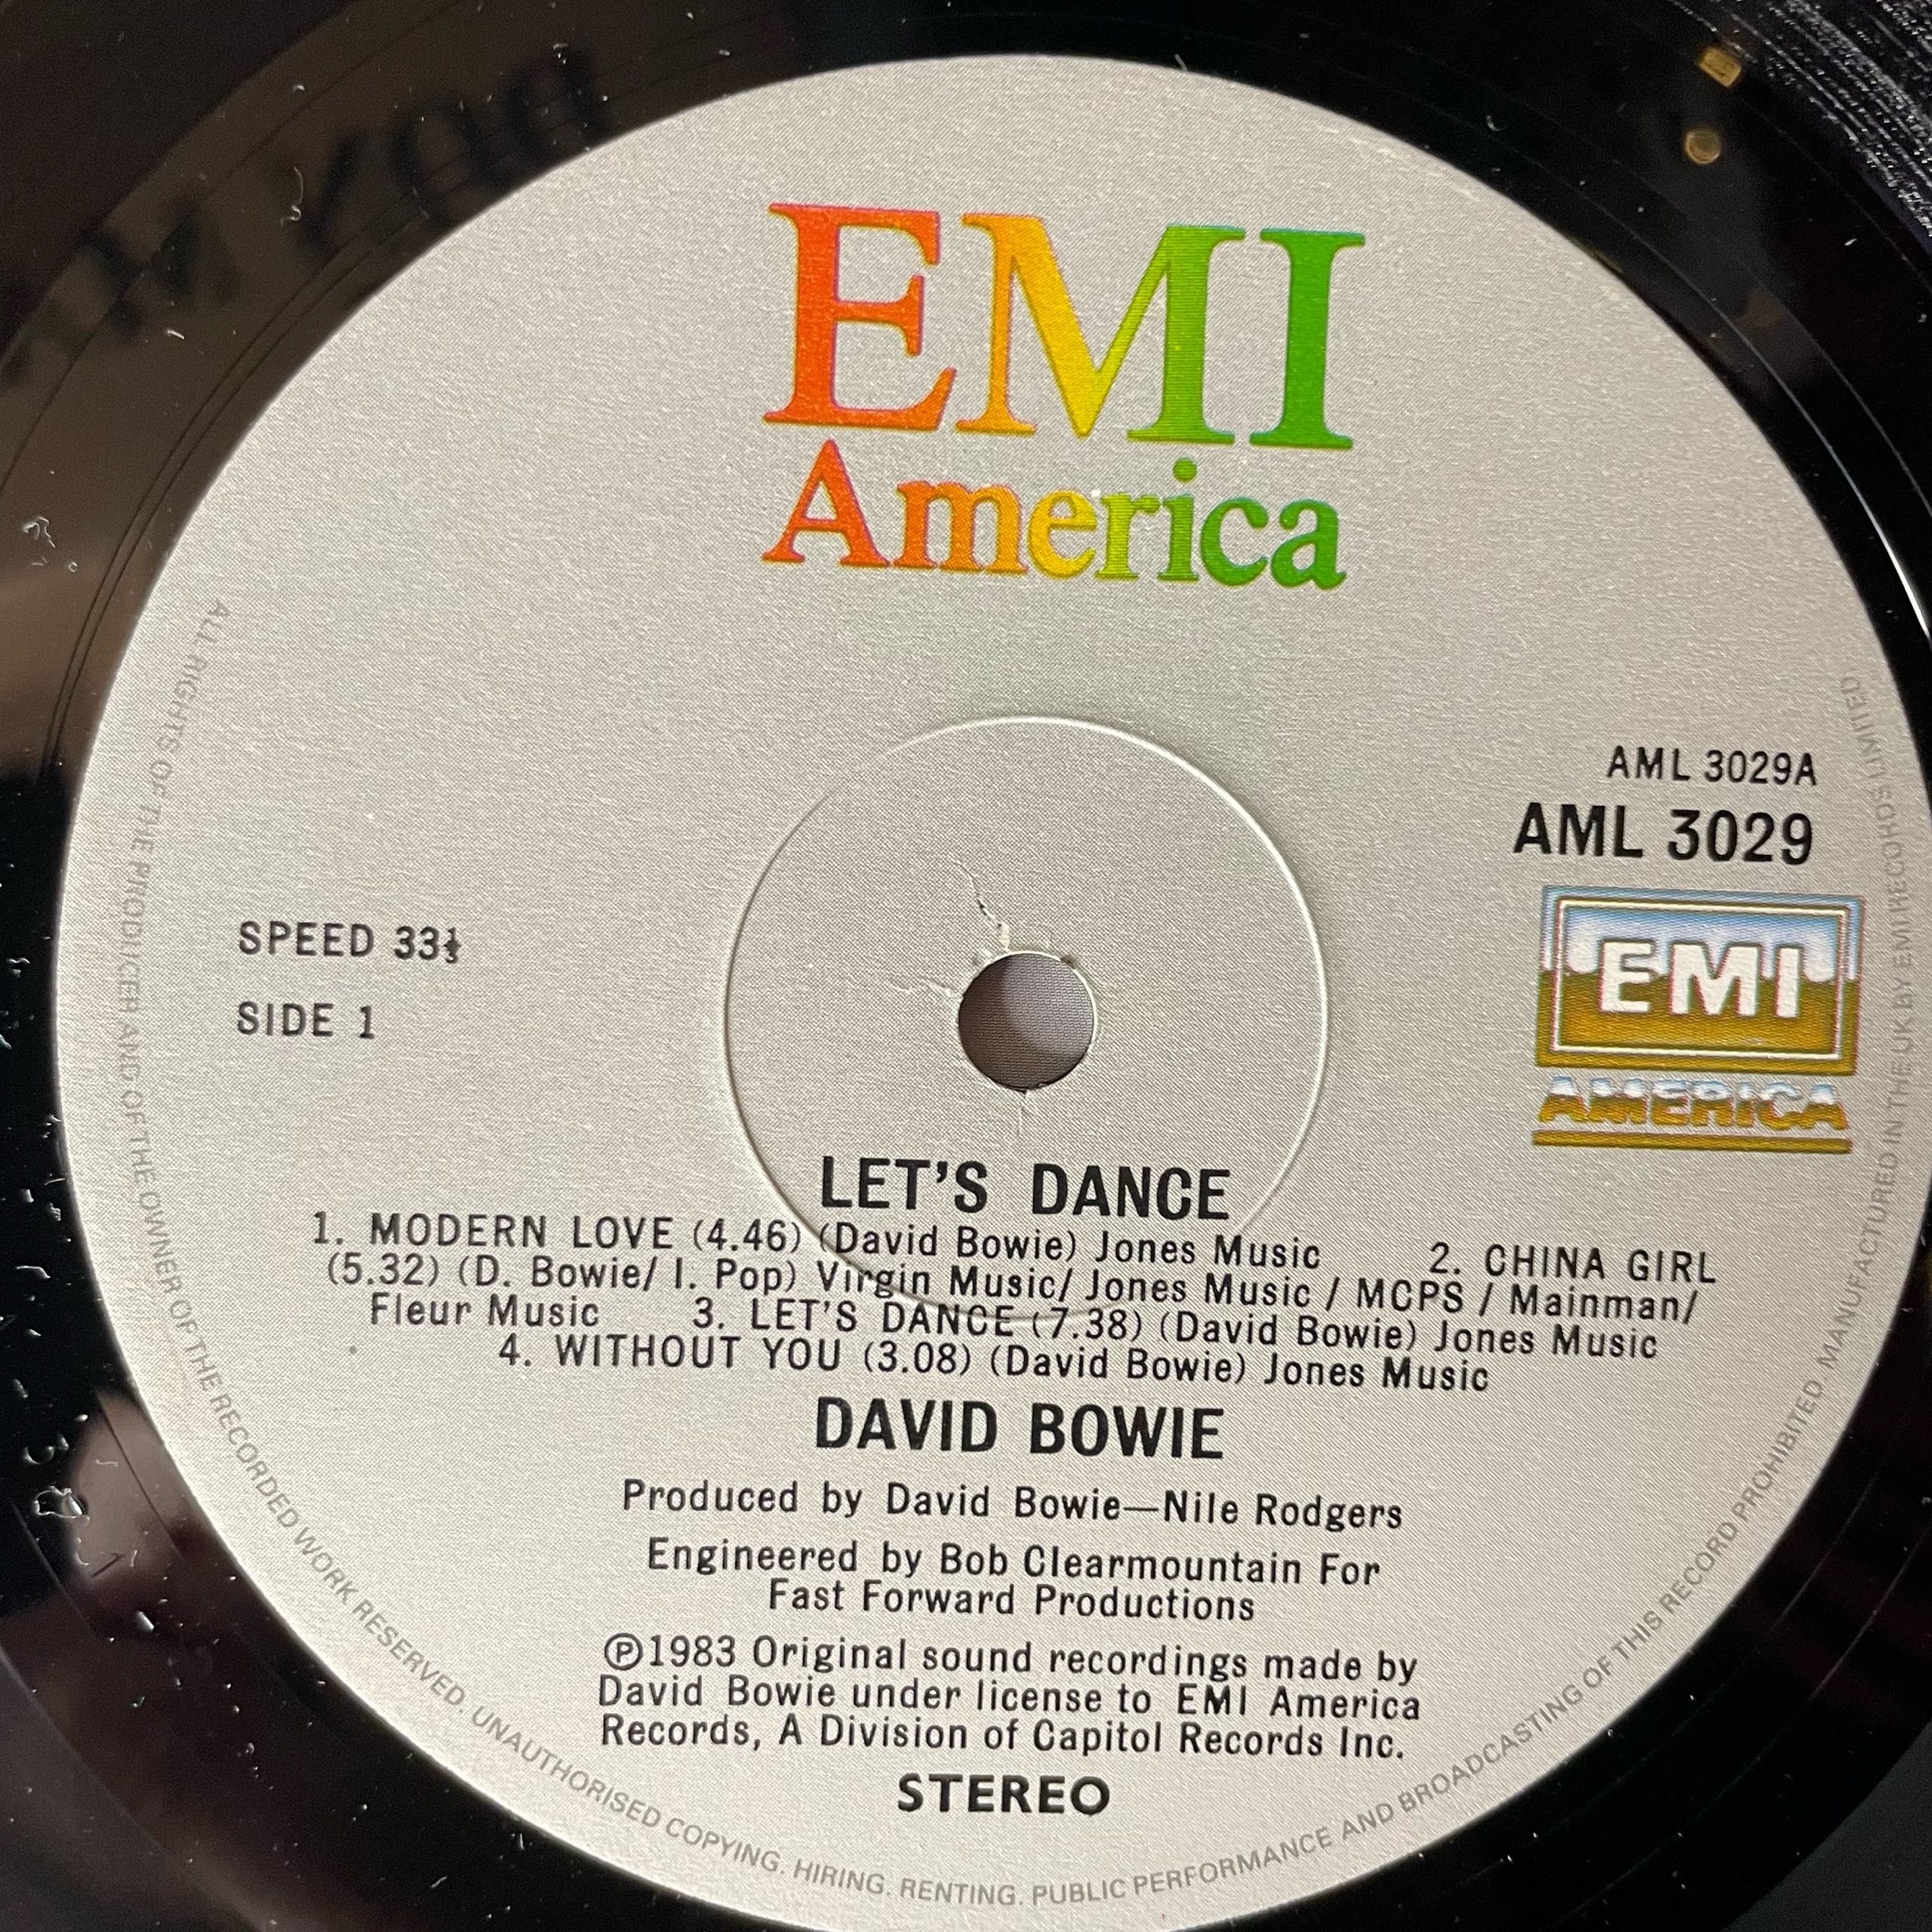 EMI
America
AML 3029A
AML 3029
EMI
AMERICA
SPEED 33⅓
SIDE 1
LET'S DANCE
1. MODERN LOVE (4.46) (David Bowie) Jones Music 2. CHINA GIRL
(5.32) (D. Bowie/ I. Pop) Virgin Music/ Jones Music / MCPS / Mainman/
Fleur Music 3. LET'S DANCE (7.38) (David Bowie) Jones Music
4. WITHOUT YOU (3.08) (David Bowie) Jones Music
DAVID BOWIE
Produced by David Bowie—Nile Rodgers
Engineered by Bob Clearmountain For
Fast Forward Productions
Ⓟ1983 Original sound recordings made by
David Bowie under license to EMI America
Records, A Division of Capitol Records Inc.
STEREO
ALL RIGHTS OF THE PRODUCER AND OF THE OWNER OF THE RECORDED WORK RESERVED. UNAUTHORISED COPYING. HIRING. RENTING. PUBLIC PERFORMANCE AND BROADCASTING OF THIS RECORD PROHIBITED. MANUFACTURED IN THE U.K. BY EMI RECORDS LIMITED.